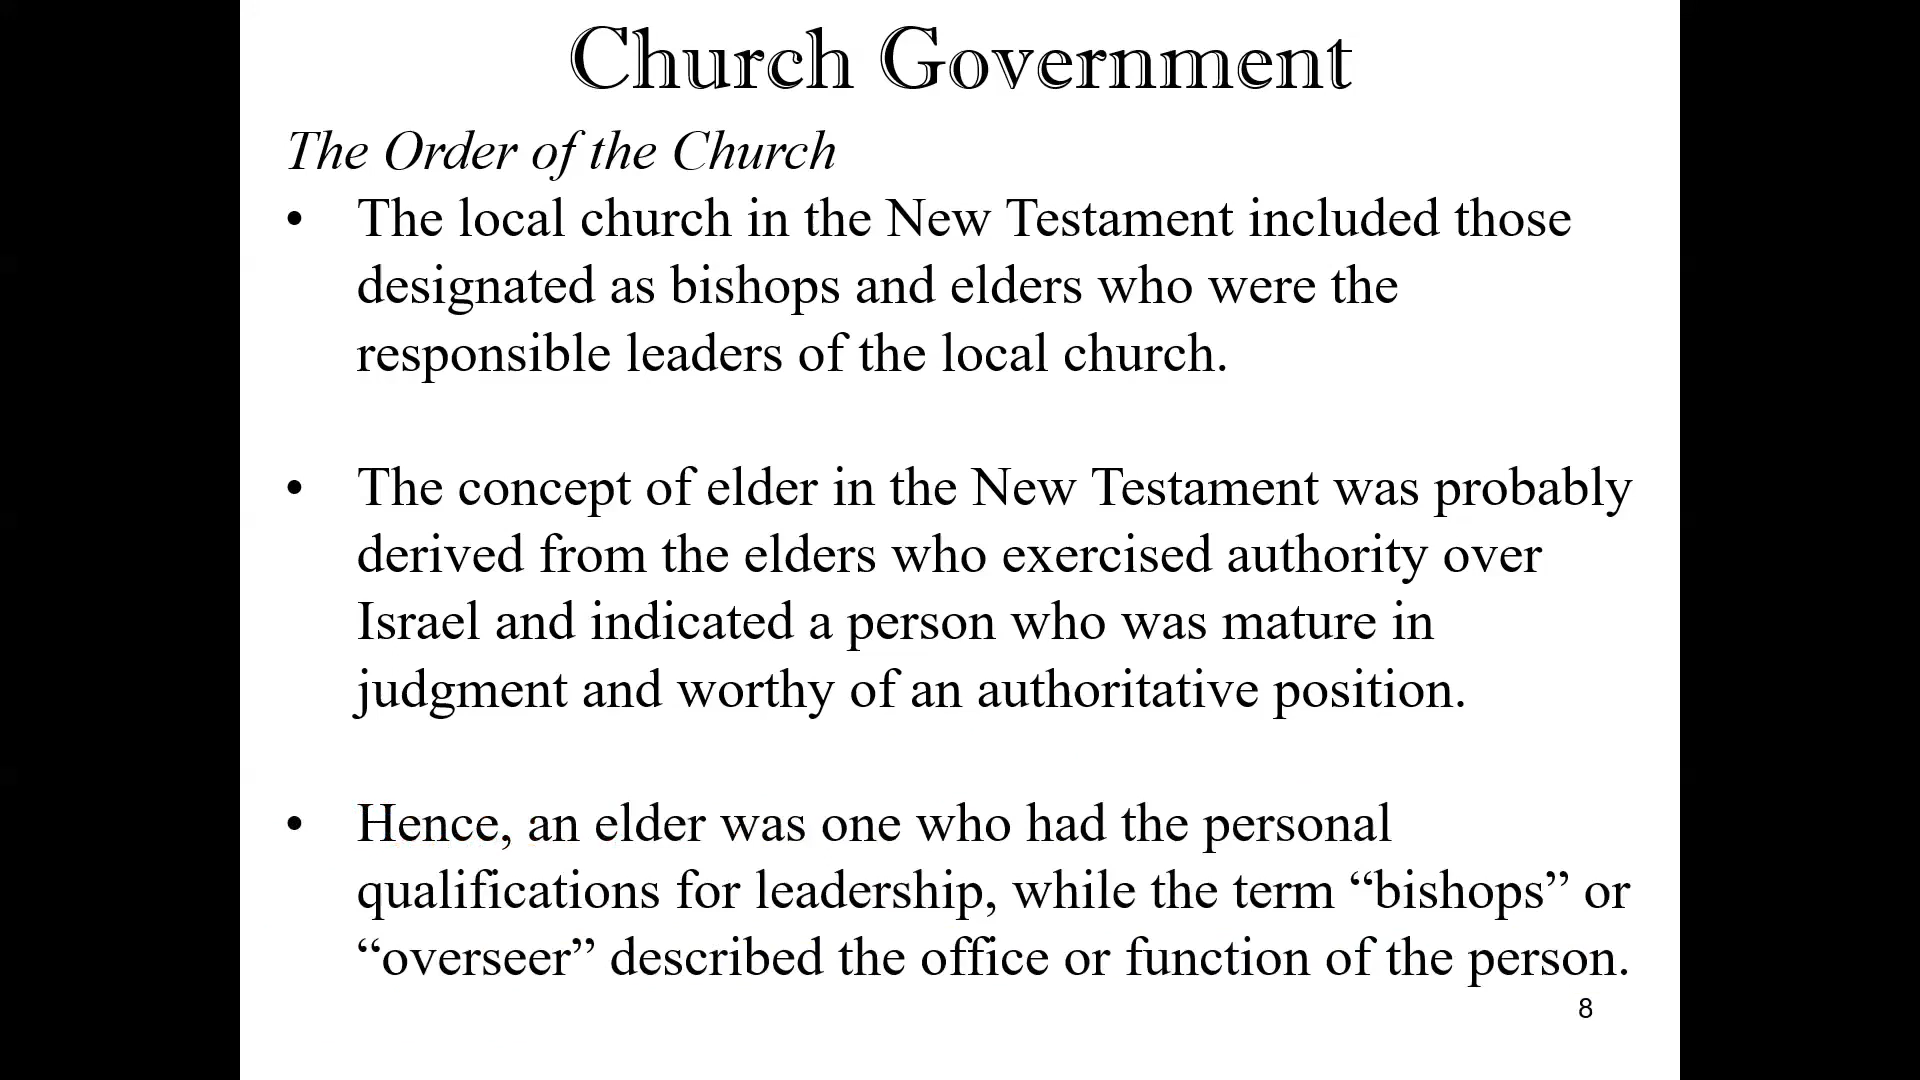 Church Government
The Order of the Church
• The local church in the New Testament included those
designated as bishops and elders who were the
responsible leaders of the local church.
• The concept of elder in the New Testament was probably
derived from the elders who exercised authority over
Israel and indicated a person who was mature in
judgment and worthy of an authoritative position.
• Hence, an elder was one who had the personal
qualifications for leadership, while the term “bishops” or
“overseer” described the office or function of the person.
8